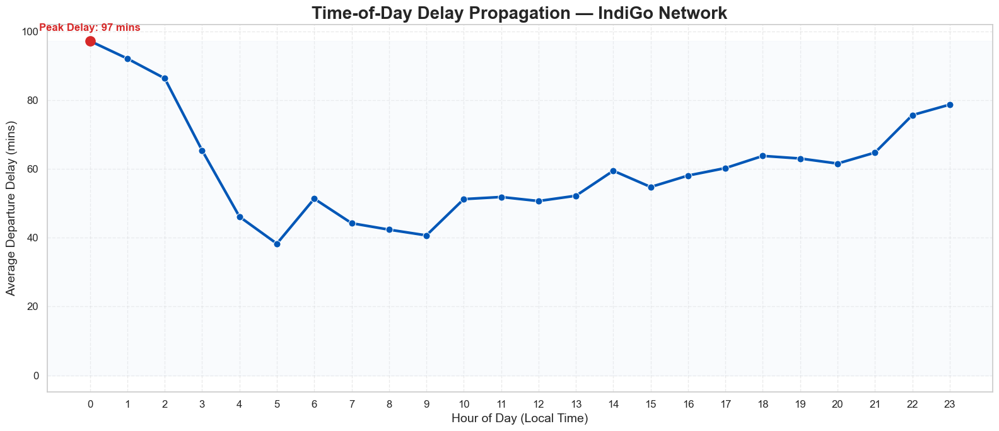 Time-of-Day Delay Propagation — IndiGo Network
Peak Delay: 97 mins
100
80
60
40
20
0
Average Departure Delay (mins)
0 1 2 3 4 5 6 7 8 9 10 11 12 13 14 15 16 17 18 19 20 21 22 23
Hour of Day (Local Time)